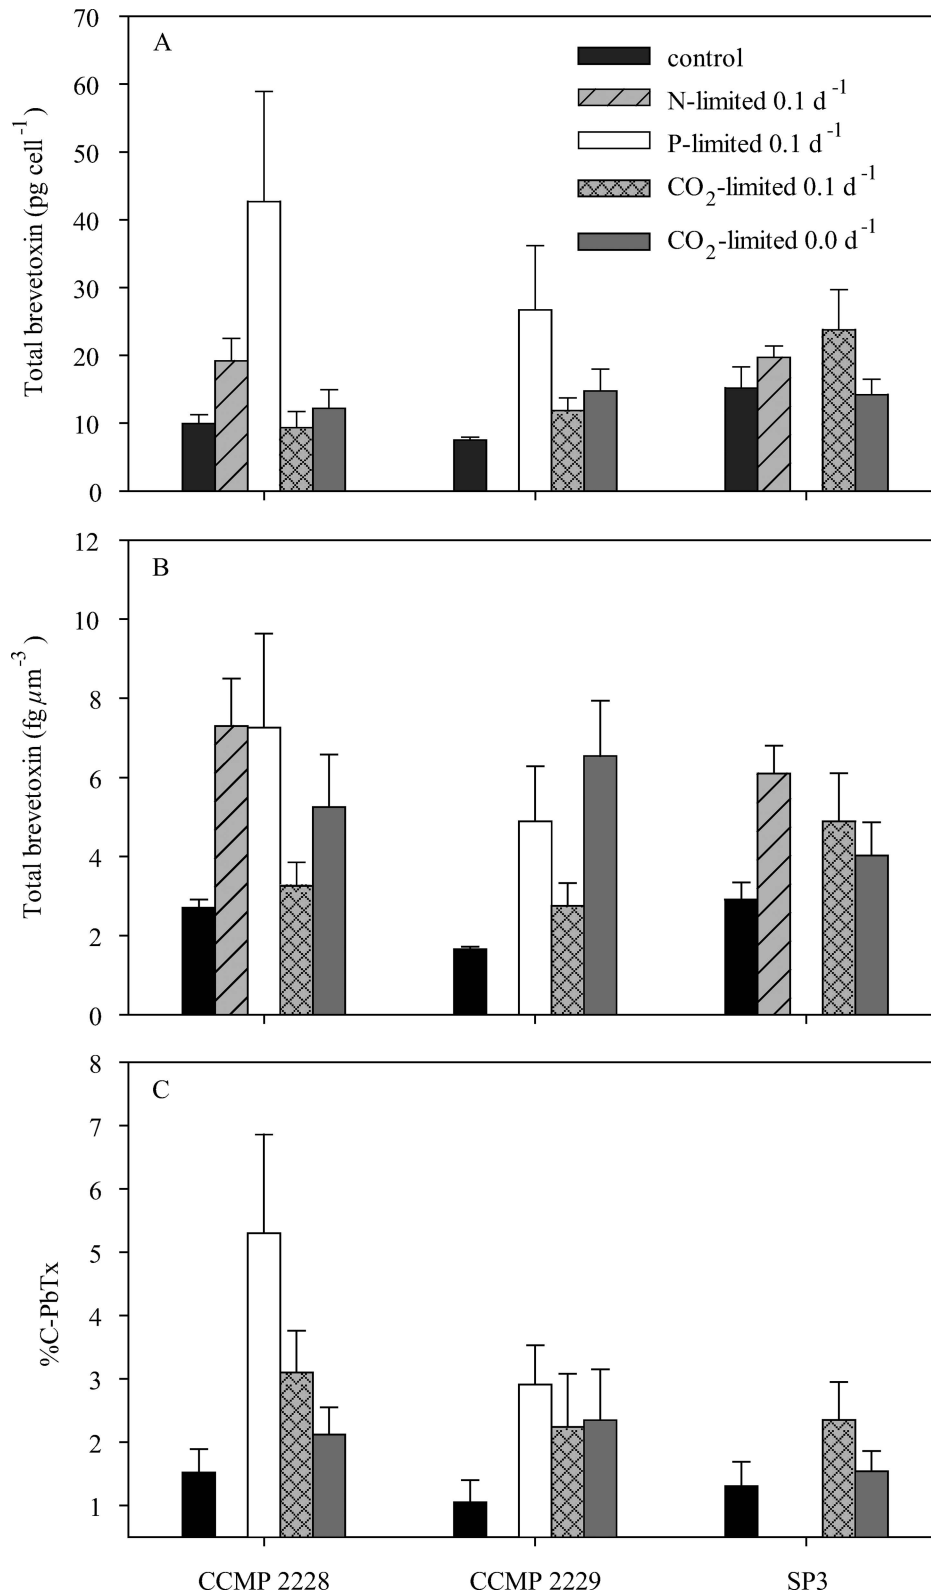 70
60
50
40
30
20
10
0
Total brevetoxin (pg cell-1)
A
control
N-limited 0.1 d-1
P-limited 0.1 d-1
CO2-limited 0.1 d-1
CO2-limited 0.0 d-1
12
10
8
6
4
2
0
Total brevetoxin (fg μm-3)
B
8
7
6
5
4
3
2
1
%C-PbTx
C
CCMP 2228 CCMP 2229 SP3